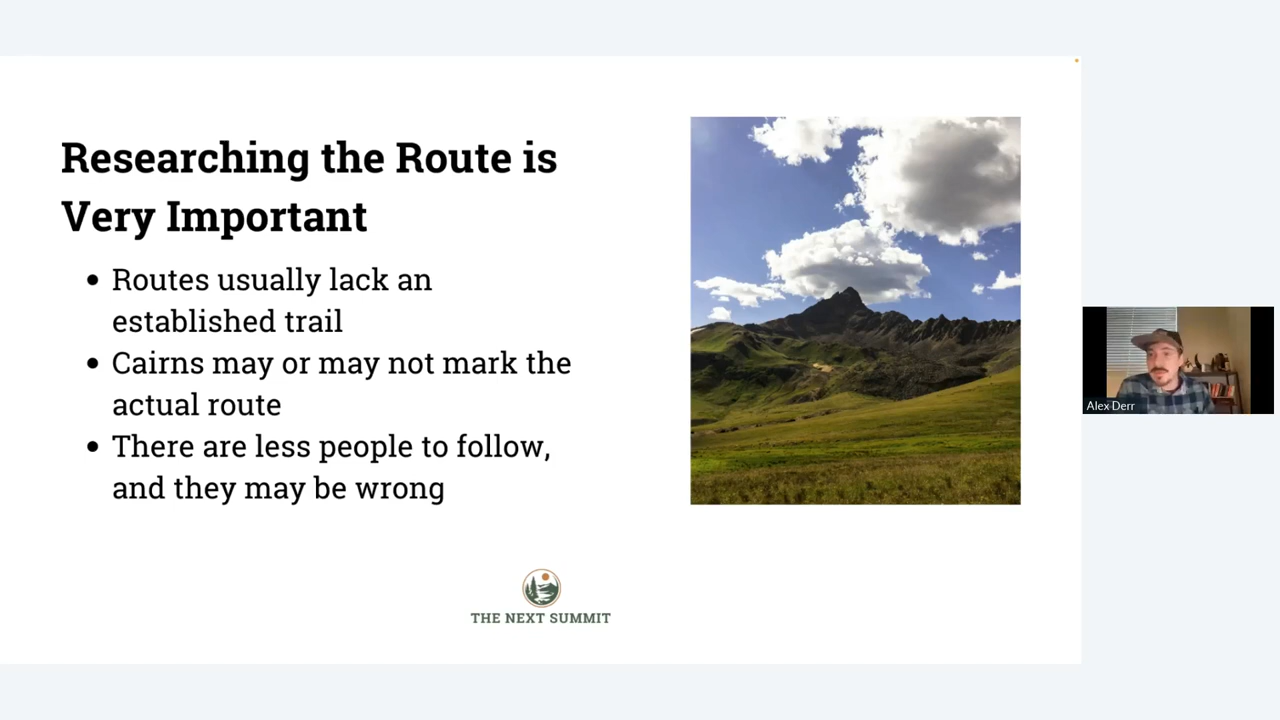 Researching the Route is
Very Important
• Routes usually lack an
established trail
• Cairns may or may not mark the
actual route
• There are less people to follow,
and they may be wrong
THE NEXT SUMMIT
Alex Derr